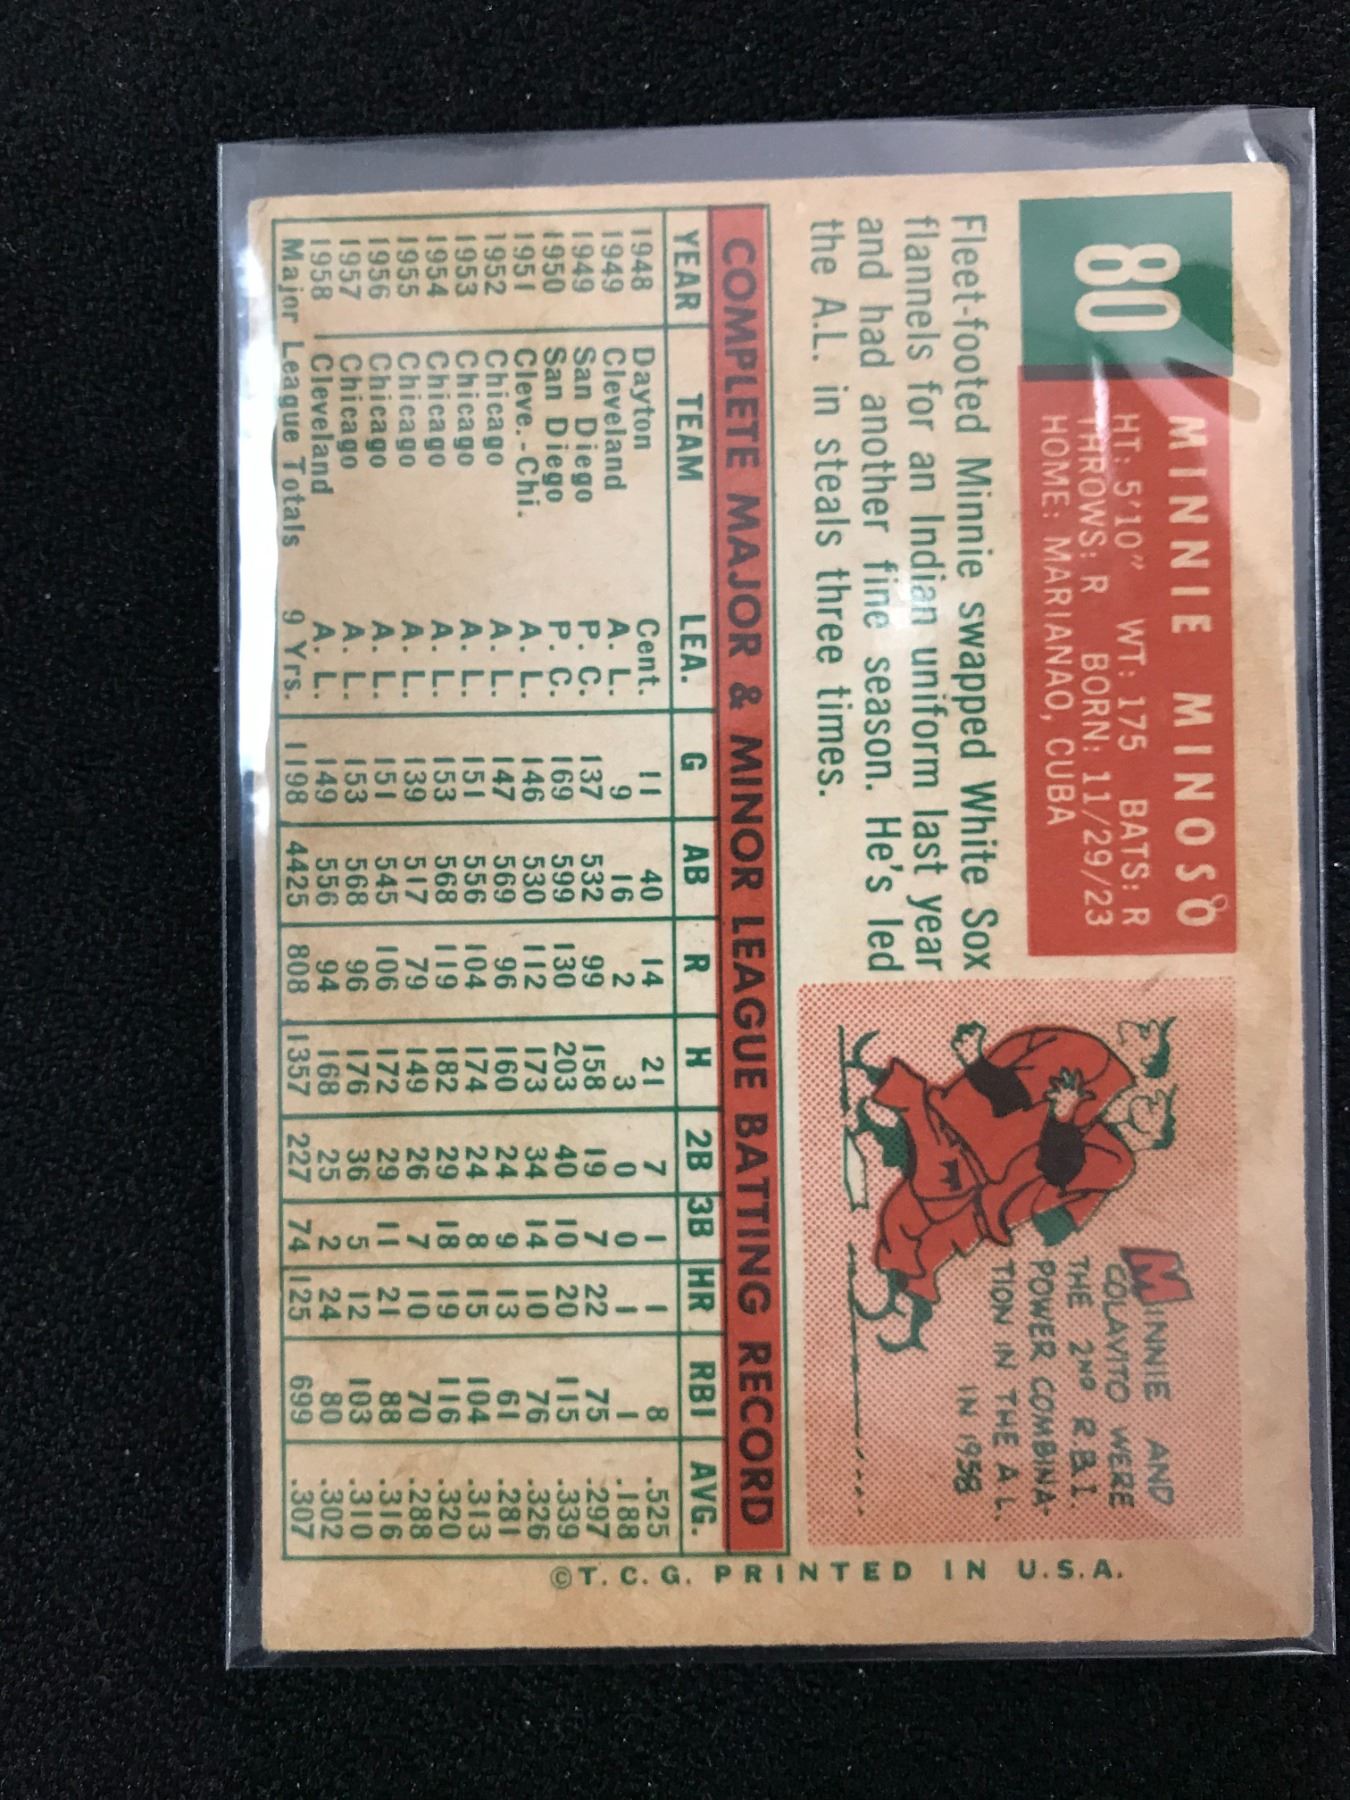 80
MINNIE MINOSO
HT: 5'10" WT: 175 BATS: R
THROWS: R BORN: 11/29/23
HOME: MARIANAO, CUBA
Fleet-footed Minnie swapped White Sox
flannels for an Indian uniform last year
and had another fine season. He's led
the A.L. in steals three times.
MINNIE AND
COLAVITO WERE
THE 2ND R.B.I.
POWER COMBINA-
TION IN THE A.L.
IN 1958
COMPLETE MAJOR & MINOR LEAGUE BATTING RECORD
YEAR TEAM LEA. G AB R H 2B 3B HR RBI AVG.
1948 Dayton Cent. 11 40 14 21 7 1 1 8 .525
1949 Cleveland A. L. 9 16 2 3 0 0 1 1 .188
1949 San Diego P. C. 137 532 99 158 19 7 22 75 .297
1950 San Diego P. C. 169 599 130 203 40 10 20 115 .339
1951 Cleve.-Chi. A. L. 146 530 112 173 34 14 10 76 .326
1952 Chicago A. L. 147 569 96 160 24 9 13 61 .281
1953 Chicago A. L. 151 556 104 174 24 8 15 104 .313
1954 Chicago A. L. 153 568 119 182 29 18 19 116 .320
1955 Chicago A. L. 139 517 79 149 26 7 10 70 .288
1956 Chicago A. L. 151 545 106 172 29 11 21 88 .316
1957 Chicago A. L. 153 568 96 176 36 5 12 103 .310
1958 Cleveland A. L. 149 556 94 168 25 2 24 80 .302
Major League Totals 9 Yrs. 1198 4425 808 1357 227 74 125 699 .307
©T. C. G. PRINTED IN U.S.A.